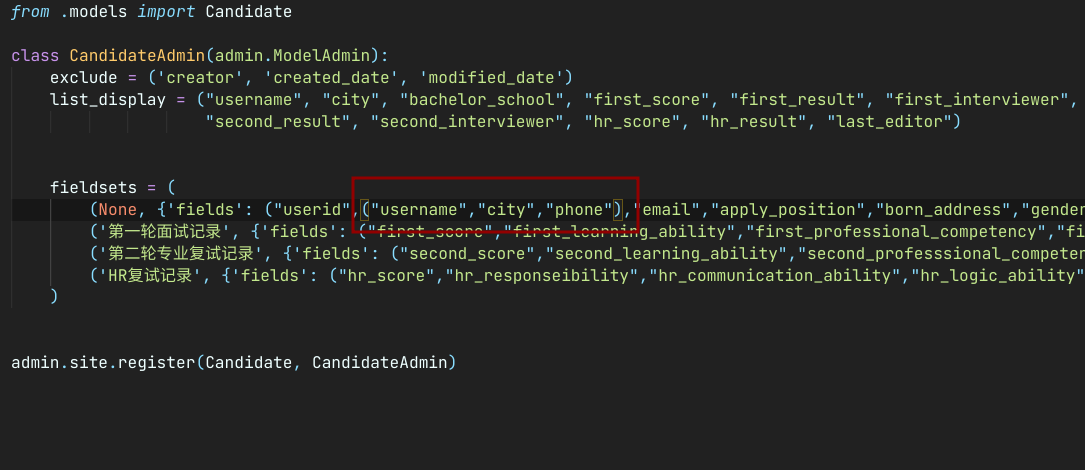 from .models import Candidate
class CandidateAdmin(admin.ModelAdmin):
exclude = ('creator', 'created_date', 'modified_date')
list_display = ("username", "city", "bachelor_school", "first_score", "first_result", "first_interviewer",
"second_result", "second_interviewer", "hr_score", "hr_result", "last_editor")
fieldsets = (
(None, {'fields': ("userid",("username","city","phone"),"email","apply_position","born_address","gender
('第一轮面试记录', {'fields': ("first_score","first_learning_ability","first_professional_competency","fi
('第二轮专业复试记录', {'fields': ("second_score","second_learning_ability","second_professsional_competen
('HR复试记录', {'fields': ("hr_score","hr_responseibility","hr_communication_ability","hr_logic_ability"
)
admin.site.register(Candidate, CandidateAdmin)